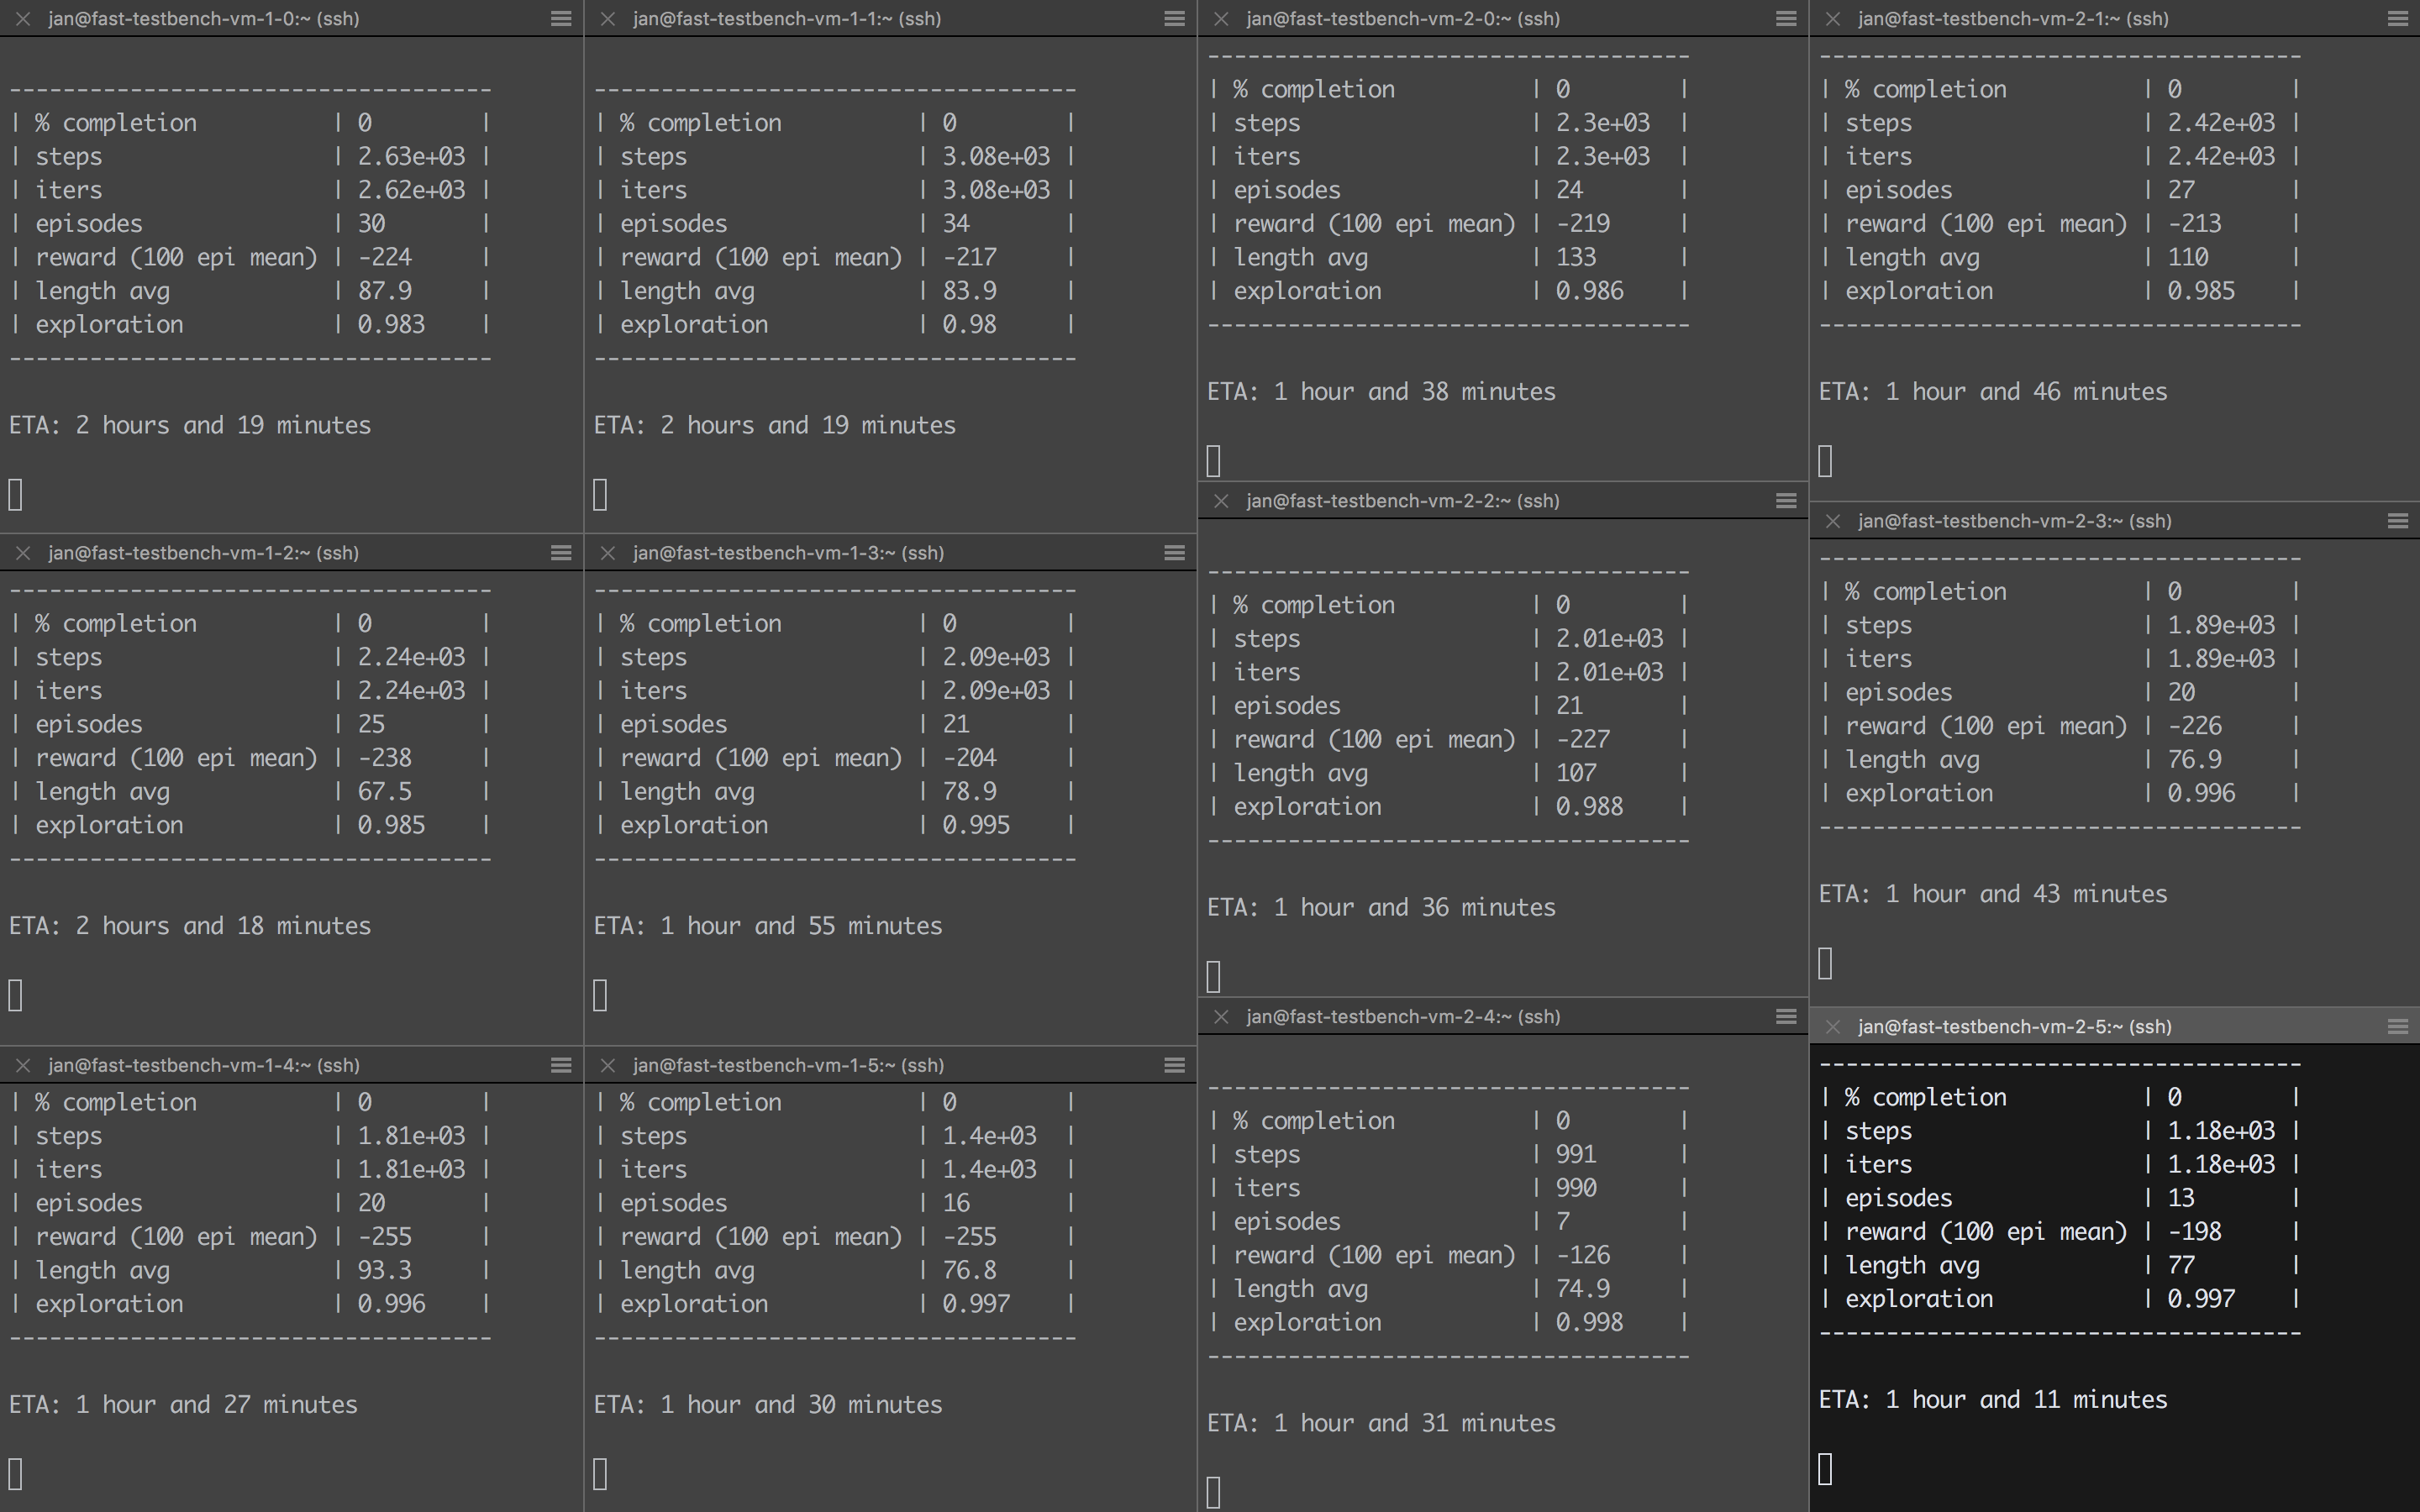 jan@fast-testbench-vm-1-0:~ (ssh)
-------------------------------------
| % completion          | 0        |
| steps                 | 2.63e+03 |
| iters                 | 2.62e+03 |
| episodes              | 30       |
| reward (100 epi mean) | -224     |
| length avg            | 87.9     |
| exploration           | 0.983    |
-------------------------------------
ETA: 2 hours and 19 minutes
jan@fast-testbench-vm-1-1:~ (ssh)
-------------------------------------
| % completion          | 0        |
| steps                 | 3.08e+03 |
| iters                 | 3.08e+03 |
| episodes              | 34       |
| reward (100 epi mean) | -217     |
| length avg            | 83.9     |
| exploration           | 0.98     |
-------------------------------------
ETA: 2 hours and 19 minutes
jan@fast-testbench-vm-2-0:~ (ssh)
-------------------------------------
| % completion          | 0        |
| steps                 | 2.3e+03  |
| iters                 | 2.3e+03  |
| episodes              | 24       |
| reward (100 epi mean) | -219     |
| length avg            | 133      |
| exploration           | 0.986    |
-------------------------------------
ETA: 1 hour and 38 minutes
jan@fast-testbench-vm-2-1:~ (ssh)
-------------------------------------
| % completion          | 0        |
| steps                 | 2.42e+03 |
| iters                 | 2.42e+03 |
| episodes              | 27       |
| reward (100 epi mean) | -213     |
| length avg            | 110      |
| exploration           | 0.985    |
-------------------------------------
ETA: 1 hour and 46 minutes
jan@fast-testbench-vm-1-2:~ (ssh)
-------------------------------------
| % completion          | 0        |
| steps                 | 2.24e+03 |
| iters                 | 2.24e+03 |
| episodes              | 25       |
| reward (100 epi mean) | -238     |
| length avg            | 67.5     |
| exploration           | 0.985    |
-------------------------------------
ETA: 2 hours and 18 minutes
jan@fast-testbench-vm-1-3:~ (ssh)
-------------------------------------
| % completion          | 0        |
| steps                 | 2.09e+03 |
| iters                 | 2.09e+03 |
| episodes              | 21       |
| reward (100 epi mean) | -204     |
| length avg            | 78.9     |
| exploration           | 0.995    |
-------------------------------------
ETA: 1 hour and 55 minutes
jan@fast-testbench-vm-2-2:~ (ssh)
-------------------------------------
| % completion          | 0        |
| steps                 | 2.01e+03 |
| iters                 | 2.01e+03 |
| episodes              | 21       |
| reward (100 epi mean) | -227     |
| length avg            | 107      |
| exploration           | 0.988    |
-------------------------------------
ETA: 1 hour and 36 minutes
jan@fast-testbench-vm-2-3:~ (ssh)
-------------------------------------
| % completion          | 0        |
| steps                 | 1.89e+03 |
| iters                 | 1.89e+03 |
| episodes              | 20       |
| reward (100 epi mean) | -226     |
| length avg            | 76.9     |
| exploration           | 0.996    |
-------------------------------------
ETA: 1 hour and 43 minutes
jan@fast-testbench-vm-1-4:~ (ssh)
| % completion          | 0        |
| steps                 | 1.81e+03 |
| iters                 | 1.81e+03 |
| episodes              | 20       |
| reward (100 epi mean) | -255     |
| length avg            | 93.3     |
| exploration           | 0.996    |
-------------------------------------
ETA: 1 hour and 27 minutes
jan@fast-testbench-vm-1-5:~ (ssh)
| % completion          | 0        |
| steps                 | 1.4e+03  |
| iters                 | 1.4e+03  |
| episodes              | 16       |
| reward (100 epi mean) | -255     |
| length avg            | 76.8     |
| exploration           | 0.997    |
-------------------------------------
ETA: 1 hour and 30 minutes
jan@fast-testbench-vm-2-4:~ (ssh)
-------------------------------------
| % completion          | 0        |
| steps                 | 991      |
| iters                 | 990      |
| episodes              | 7        |
| reward (100 epi mean) | -126     |
| length avg            | 74.9     |
| exploration           | 0.998    |
-------------------------------------
ETA: 1 hour and 31 minutes
jan@fast-testbench-vm-2-5:~ (ssh)
-------------------------------------
| % completion          | 0        |
| steps                 | 1.18e+03 |
| iters                 | 1.18e+03 |
| episodes              | 13       |
| reward (100 epi mean) | -198     |
| length avg            | 77       |
| exploration           | 0.997    |
-------------------------------------
ETA: 1 hour and 11 minutes